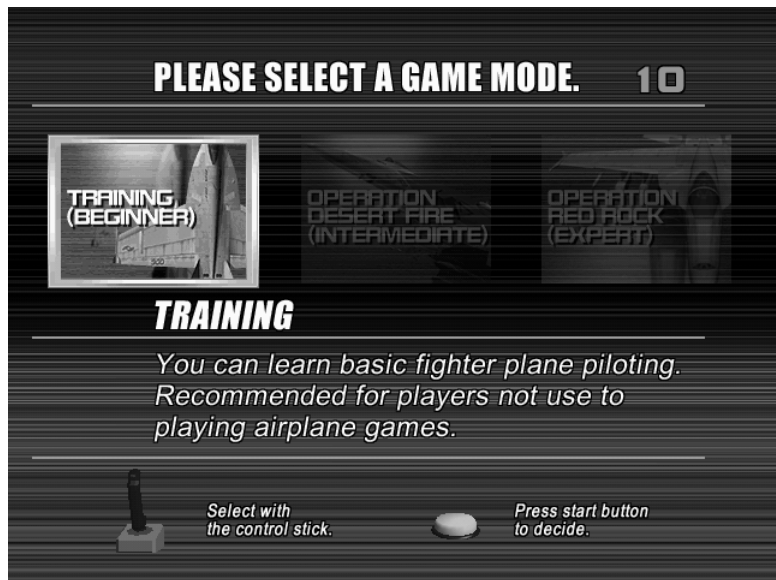 PLEASE SELECT A GAME MODE. 10
TRAINING
(BEGINNER)
OPERATION
DESERT FIRE
(INTERMEDIATE)
OPERATION
RED ROCK
(EXPERT)
500
TRAINING
You can learn basic fighter plane piloting.
Recommended for players not use to
playing airplane games.
Select with
the control stick.
Press start button
to decide.